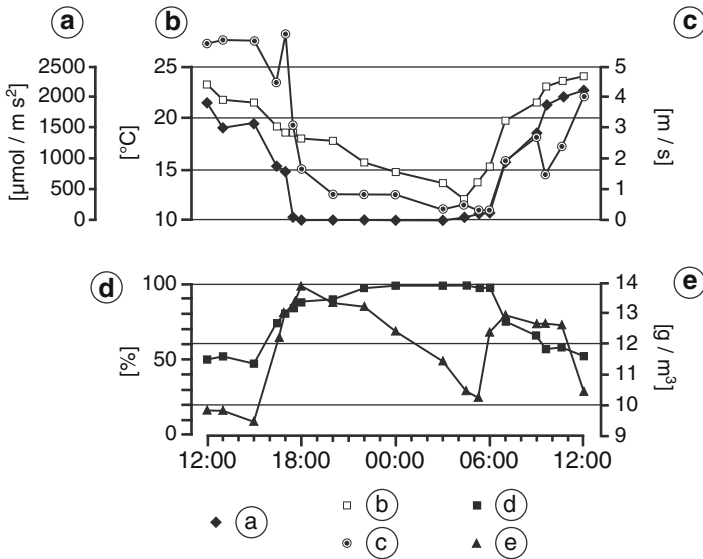 a b c
2500 25 5
2000 20 4
1500 3
1000 15 2
500 1
0 10 0
[µmol / m s²]
[°C]
[m / s]
d e
100 14
13
12
50 11
10
0 9
[%]
[g / m³]
12:00 18:00 00:00 06:00 12:00
a b d
c e